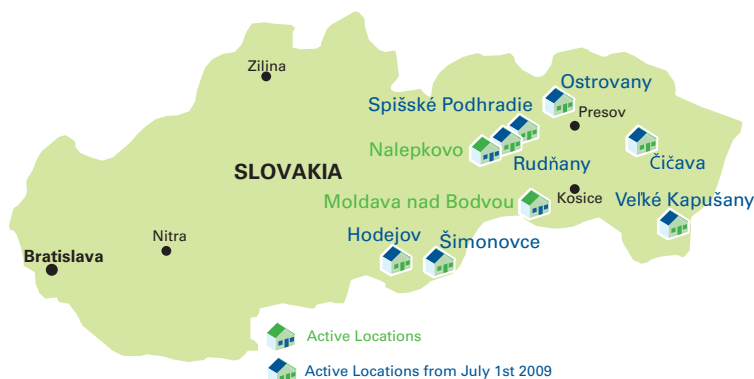 Zilina
Ostrovany
Spišské Podhradie
Presov
Nalepkovo
Rudňany
Čičava
SLOVAKIA
Moldava nad Bodvou
Kosice
Veľké Kapušany
Nitra
Hodejov
Šimonovce
Bratislava
Active Locations
Active Locations from July 1st 2009